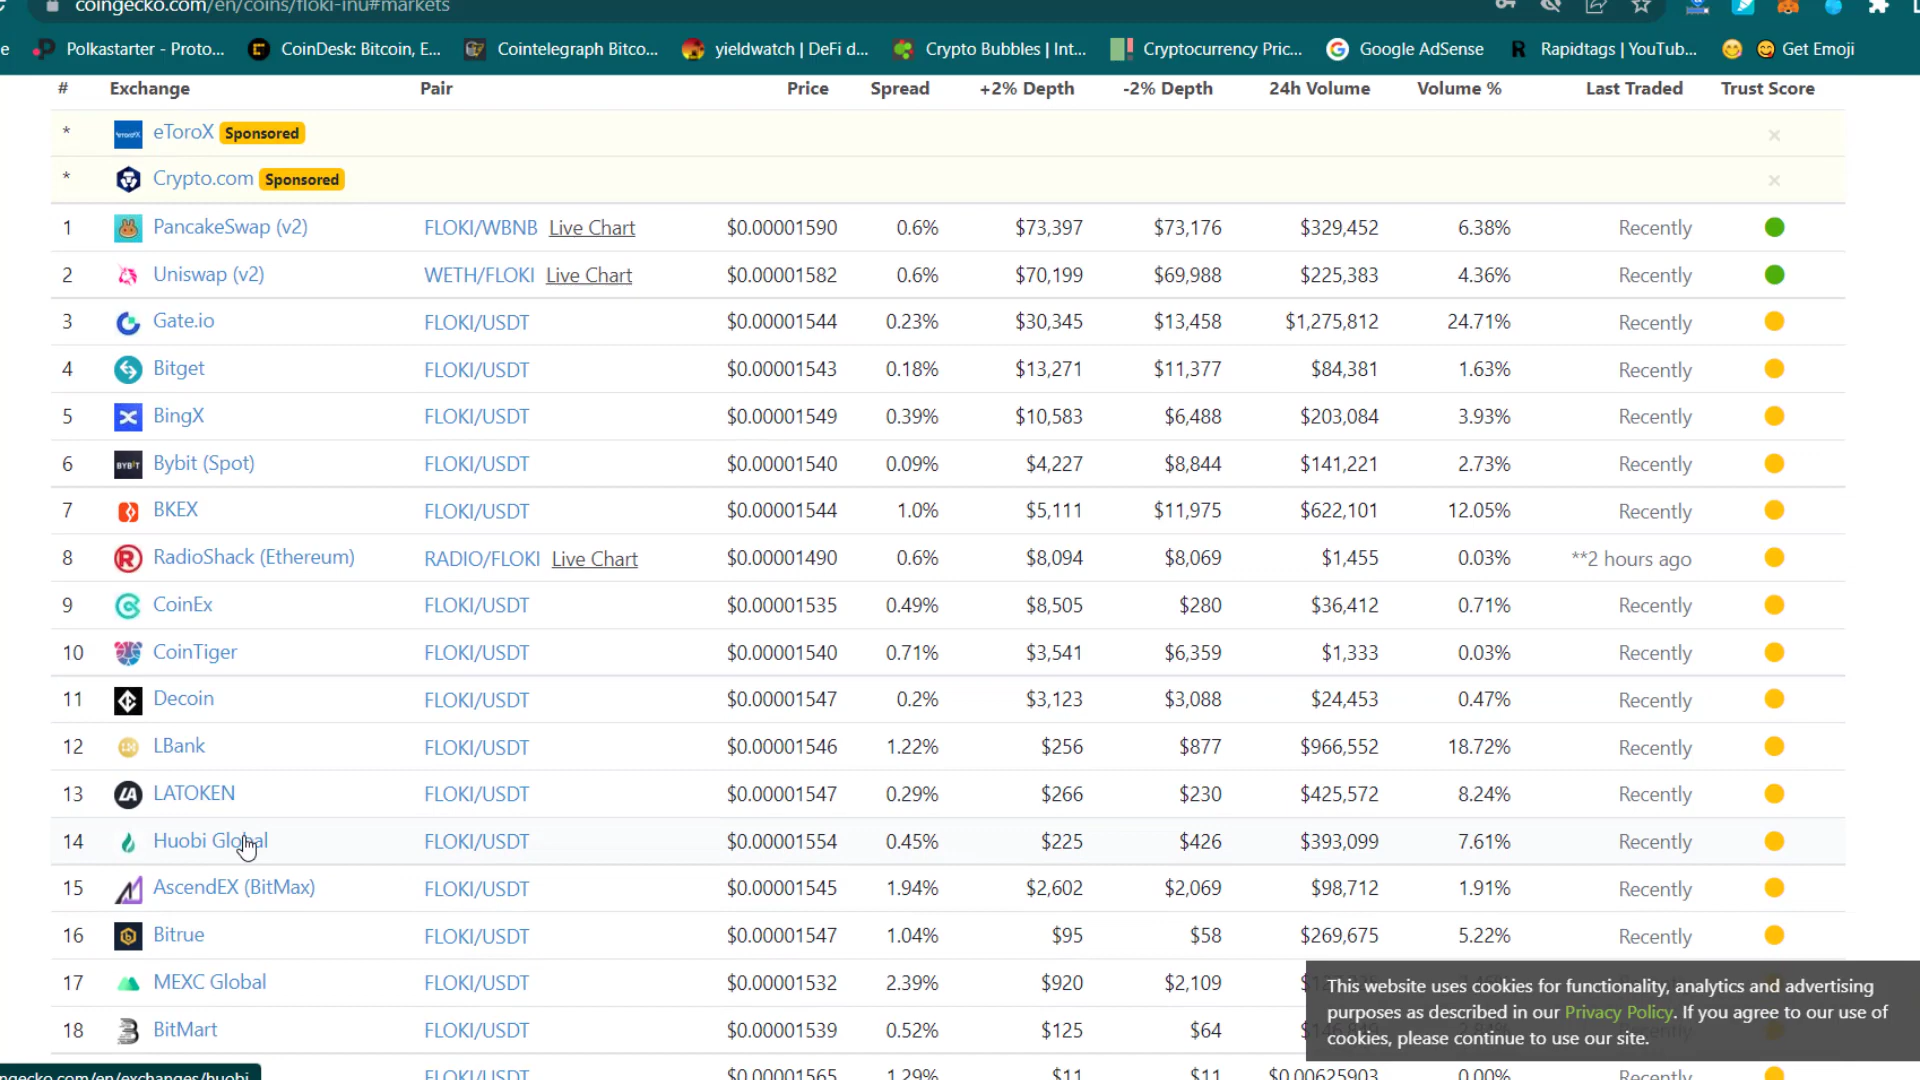 coingecko.com/en/coins/floki-inu#markets
e Polkastarter - Proto... CoinDesk: Bitcoin, E... Cointelegraph Bitco... yieldwatch | DeFi d... Crypto Bubbles | Int... Cryptocurrency Pric... Google AdSense Rapidtags | YouTub... Get Emoji
# Exchange Pair Price Spread +2% Depth -2% Depth 24h Volume Volume % Last Traded Trust Score
* eToroX Sponsored
* Crypto.com Sponsored
1 PancakeSwap (v2) FLOKI/WBNB Live Chart $0.00001590 0.6% $73,397 $73,176 $329,452 6.38% Recently
2 Uniswap (v2) WETH/FLOKI Live Chart $0.00001582 0.6% $70,199 $69,988 $225,383 4.36% Recently
3 Gate.io FLOKI/USDT $0.00001544 0.23% $30,345 $13,458 $1,275,812 24.71% Recently
4 Bitget FLOKI/USDT $0.00001543 0.18% $13,271 $11,377 $84,381 1.63% Recently
5 BingX FLOKI/USDT $0.00001549 0.39% $10,583 $6,488 $203,084 3.93% Recently
6 Bybit (Spot) FLOKI/USDT $0.00001540 0.09% $4,227 $8,844 $141,221 2.73% Recently
7 BKEX FLOKI/USDT $0.00001544 1.0% $5,111 $11,975 $622,101 12.05% Recently
8 RadioShack (Ethereum) RADIO/FLOKI Live Chart $0.00001490 0.6% $8,094 $8,069 $1,455 0.03% **2 hours ago
9 CoinEx FLOKI/USDT $0.00001535 0.49% $8,505 $280 $36,412 0.71% Recently
10 CoinTiger FLOKI/USDT $0.00001540 0.71% $3,541 $6,359 $1,333 0.03% Recently
11 Decoin FLOKI/USDT $0.00001547 0.2% $3,123 $3,088 $24,453 0.47% Recently
12 LBank FLOKI/USDT $0.00001546 1.22% $256 $877 $966,552 18.72% Recently
13 LATOKEN FLOKI/USDT $0.00001547 0.29% $266 $230 $425,572 8.24% Recently
14 Huobi Global FLOKI/USDT $0.00001554 0.45% $225 $426 $393,099 7.61% Recently
15 AscendEX (BitMax) FLOKI/USDT $0.00001545 1.94% $2,602 $2,069 $98,712 1.91% Recently
16 Bitrue FLOKI/USDT $0.00001547 1.04% $95 $58 $269,675 5.22% Recently
17 MEXC Global FLOKI/USDT $0.00001532 2.39% $920 $2,109
18 BitMart FLOKI/USDT $0.00001539 0.52% $125 $64
This website uses cookies for functionality, analytics and advertising
purposes as described in our Privacy Policy. If you agree to our use of
cookies, please continue to use our site.
ngecko.com/en/exchanges/huobi
FLOKI/USDT $0.00001565 1.29% $11 $11 $0.00625903 0.00% Recently